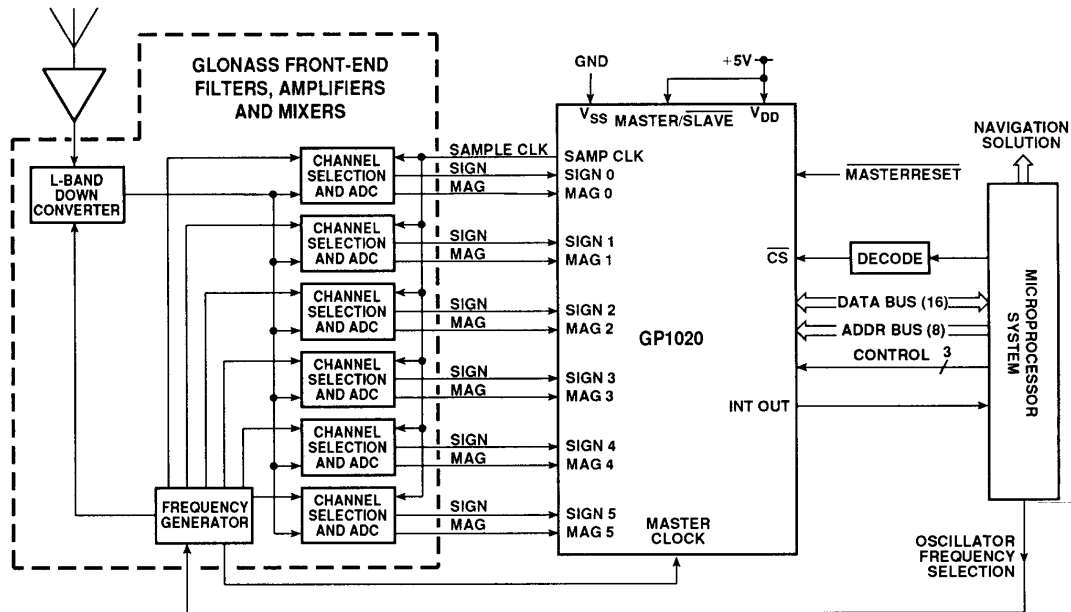 GLONASS FRONT-END
FILTERS, AMPLIFIERS
AND MIXERS
L-BAND
DOWN
CONVERTER
FREQUENCY
GENERATOR
CHANNEL
SELECTION
AND ADC
CHANNEL
SELECTION
AND ADC
CHANNEL
SELECTION
AND ADC
CHANNEL
SELECTION
AND ADC
CHANNEL
SELECTION
AND ADC
CHANNEL
SELECTION
AND ADC
SAMPLE CLK
SIGN
MAG
SIGN
MAG
SIGN
MAG
SIGN
MAG
SIGN
MAG
SIGN
MAG
GND
+5V
VSS
MASTER/SLAVE
VDD
SAMP CLK
SIGN 0
MAG 0
SIGN 1
MAG 1
SIGN 2
MAG 2
SIGN 3
MAG 3
SIGN 4
MAG 4
SIGN 5
MAG 5
GP1020
CS
INT OUT
MASTER
CLOCK
MASTERRESET
DECODE
DATA BUS (16)
ADDR BUS (8)
CONTROL 3
NAVIGATION
SOLUTION
MICROPROCESSOR
SYSTEM
OSCILLATOR
FREQUENCY
SELECTION